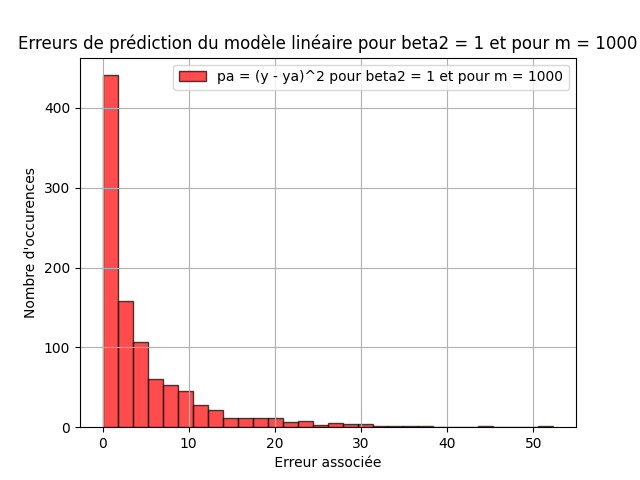 Erreurs de prédiction du modèle linéaire pour beta2 = 1 et pour m = 1000
pa = (y - ya)^2 pour beta2 = 1 et pour m = 1000
Nombre d'occurences
400
300
200
100
0
0 10 20 30 40 50
Erreur associée